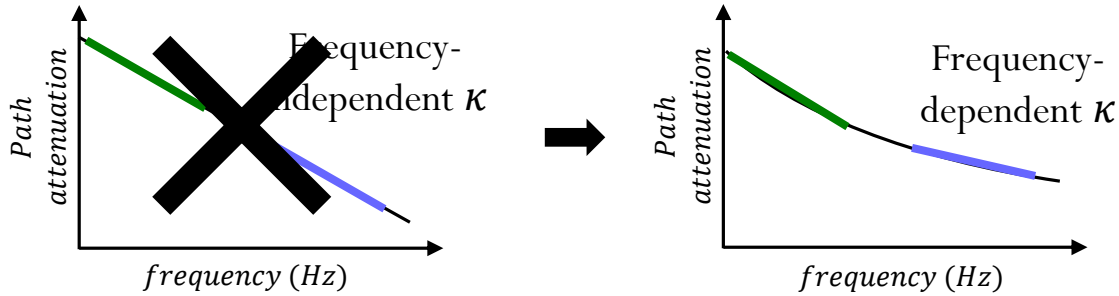 Path
attenuation
Frequency-
independent κ
frequency (Hz)
Path
attenuation
Frequency-
dependent κ
frequency (Hz)